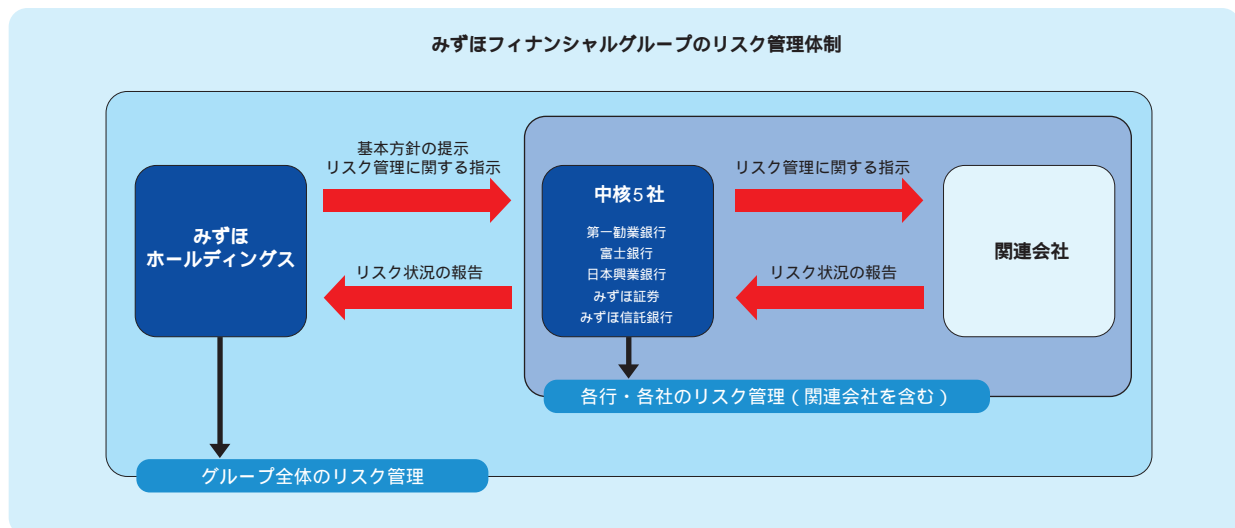 みずほフィナンシャルグループのリスク管理体制
基本方針の提示
リスク管理に関する指示
みずほ
ホールディングス
リスク状況の報告
中核5社
第一勧業銀行
富士銀行
日本興業銀行
みずほ証券
みずほ信託銀行
リスク管理に関する指示
リスク状況の報告
関連会社
各行・各社のリスク管理（関連会社を含む）
グループ全体のリスク管理